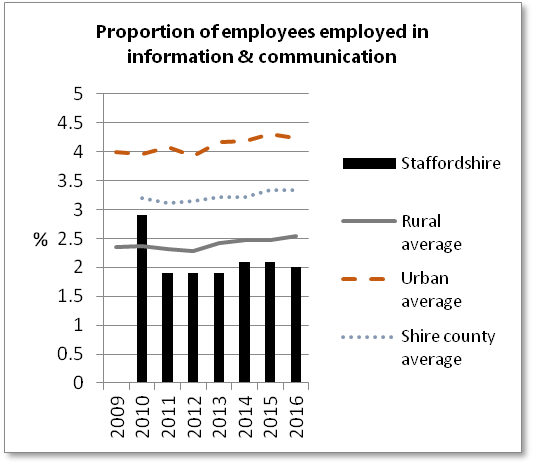 Proportion of employees employed in
information & communication
5
4.5
4
3.5
3
2.5
2
1.5
1
0.5
0
%
2009
2010
2011
2012
2013
2014
2015
2016
Staffordshire
Rural
average
Urban
average
Shire county
average